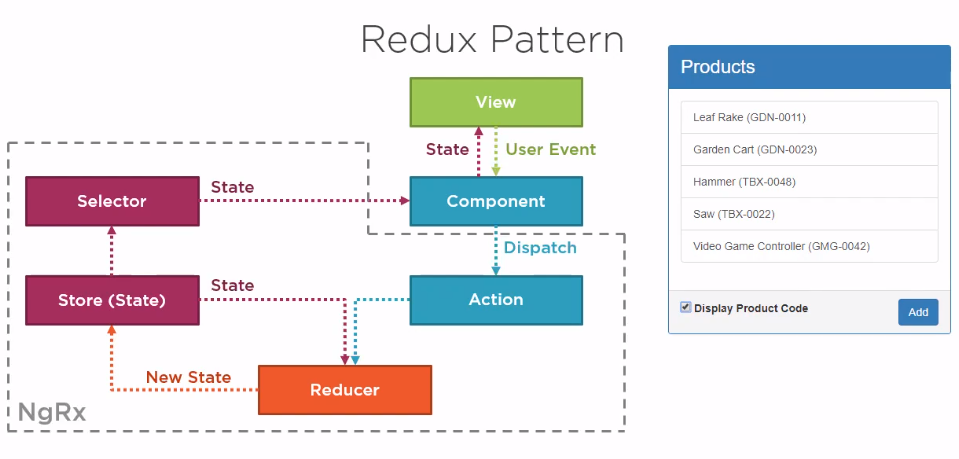 Redux Pattern
View
State
User Event
Selector
State
Component
Dispatch
Store (State)
State
Action
New State
Reducer
NgRx
Products
Leaf Rake (GDN-0011)
Garden Cart (GDN-0023)
Hammer (TBX-0048)
Saw (TBX-0022)
Video Game Controller (GMG-0042)
Display Product Code
Add